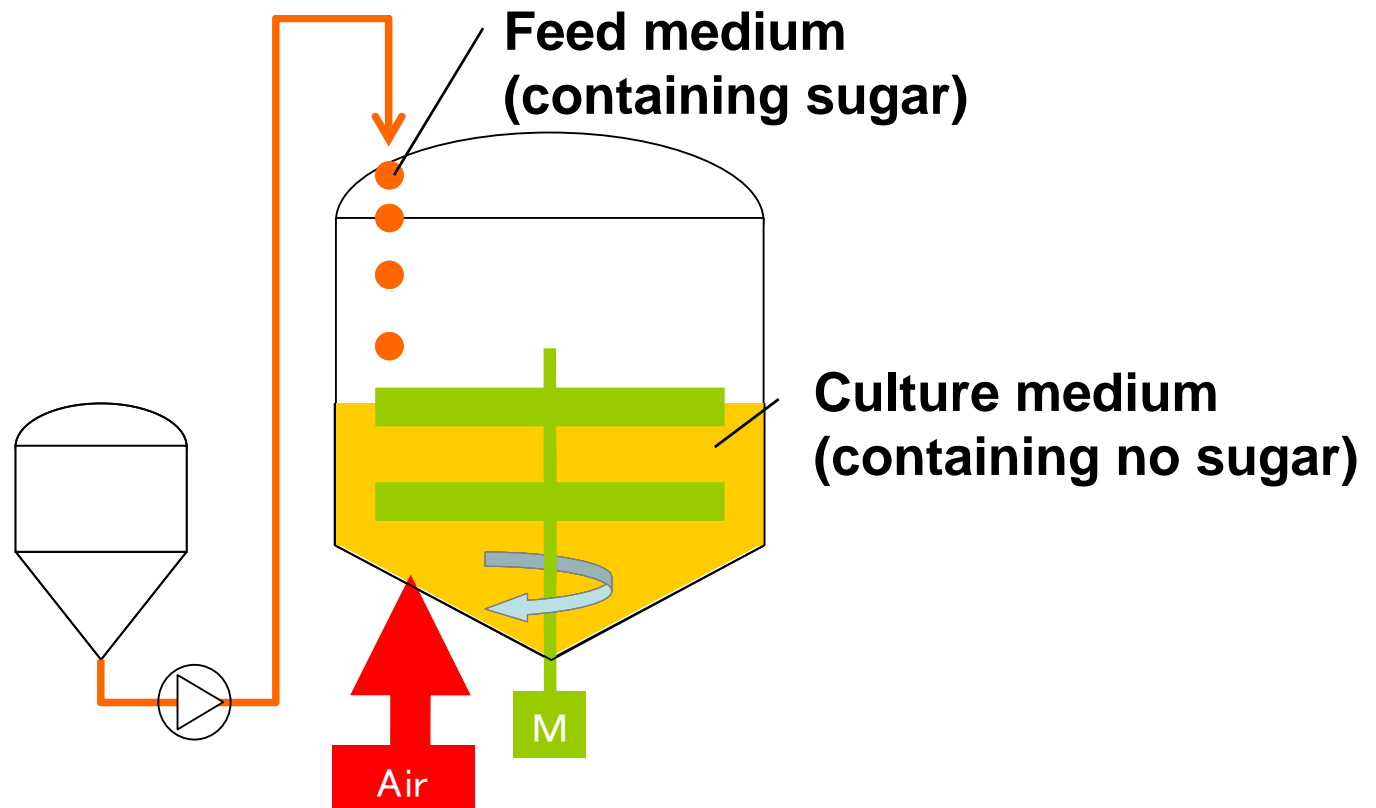 Feed medium
(containing sugar)
Culture medium
(containing no sugar)
M
Air